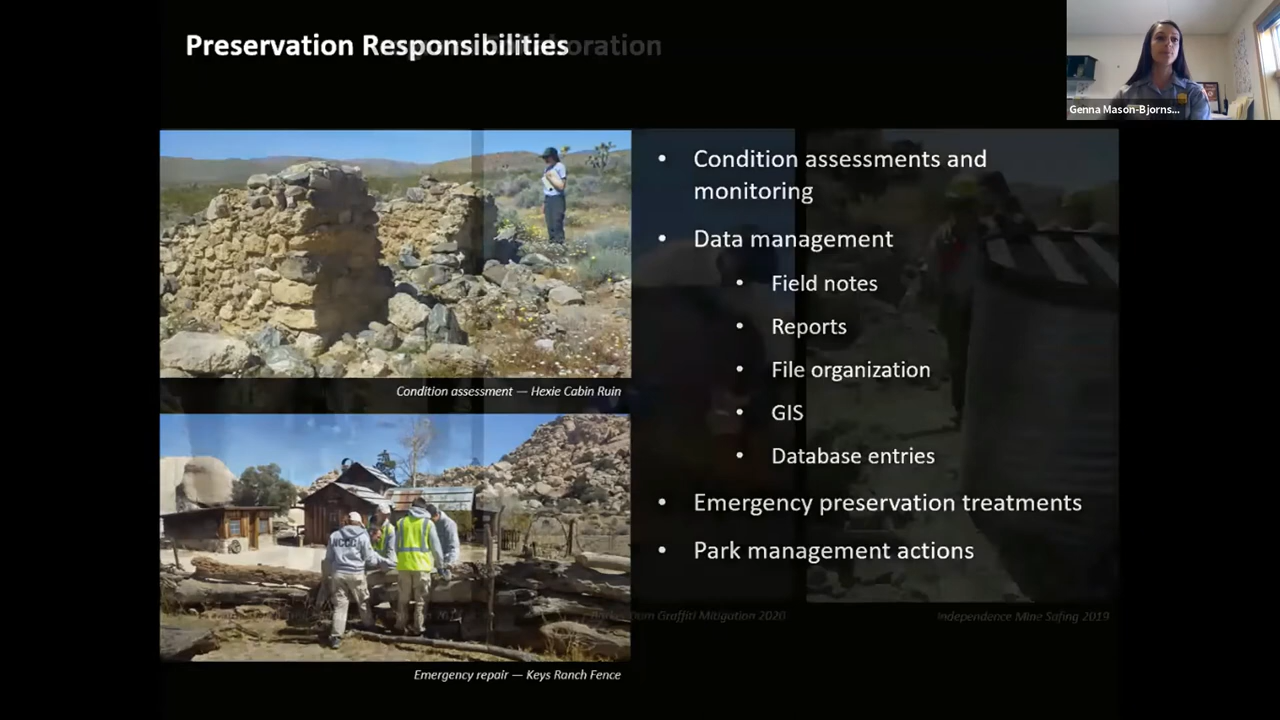 Preservation Responsibilities
Genna Mason-Bjorns...
• Condition assessments and
monitoring
• Data management
• Field notes
• Reports
• File organization
• GIS
• Database entries
• Emergency preservation treatments
• Park management actions
Condition assessment — Hexie Cabin Ruin
Graffiti Mitigation 2020
Independence Mine Safing 2019
Emergency repair — Keys Ranch Fence